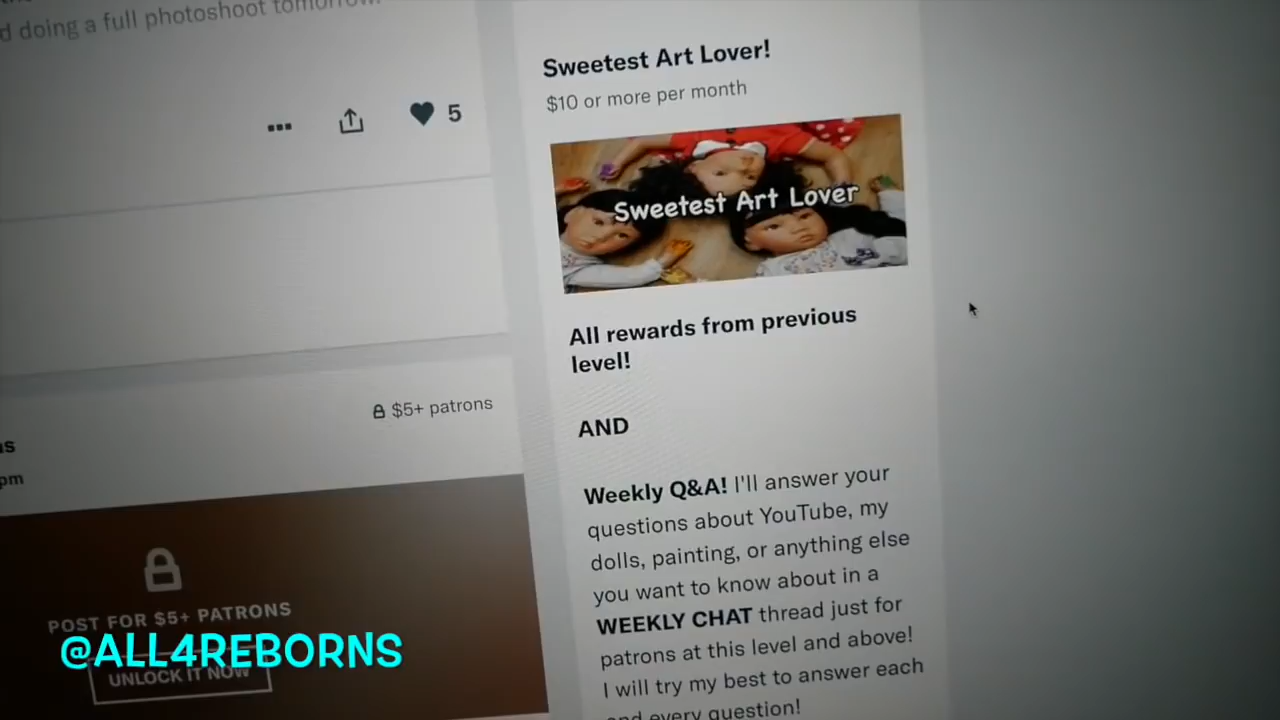 d doing a full photoshoot tomorrow.
5
$5+ patrons
pm
POST FOR $5+ PATRONS
UNLOCK IT NOW
@ALL4REBORNS
Sweetest Art Lover!
$10 or more per month
Sweetest Art Lover
All rewards from previous
level!
AND
Weekly Q&A! I'll answer your
questions about YouTube, my
dolls, painting, or anything else
you want to know about in a
WEEKLY CHAT thread just for
patrons at this level and above!
I will try my best to answer each
and every question!